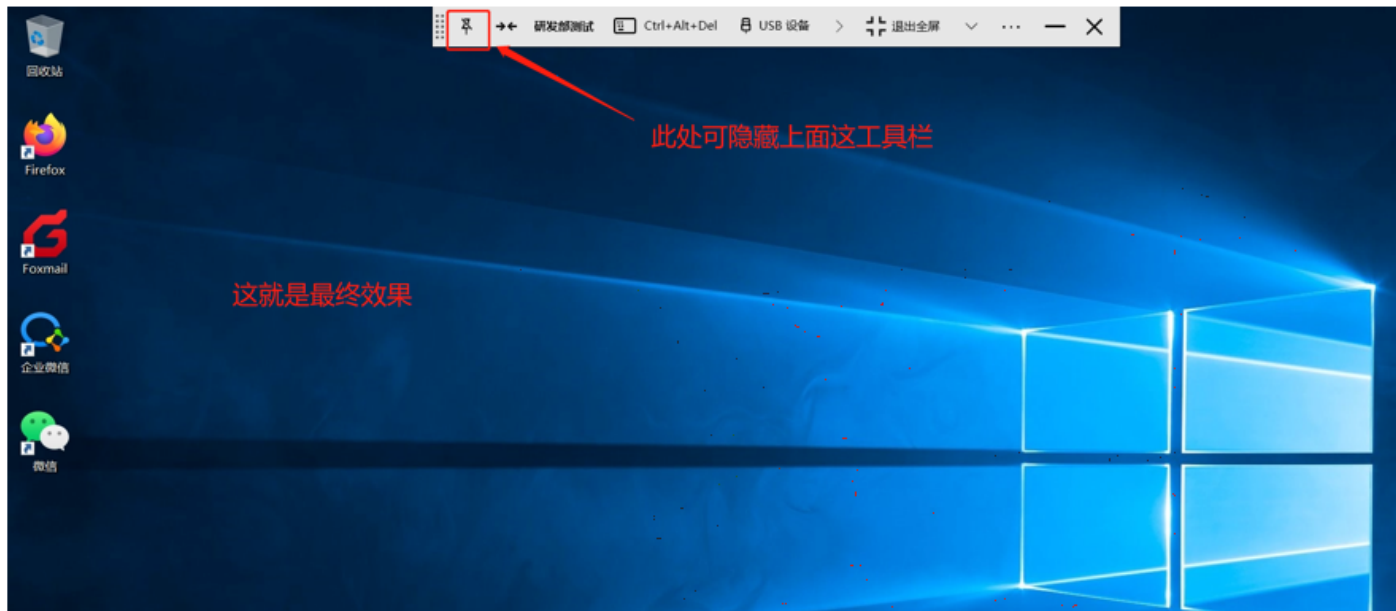 研发部测试 Ctrl+Alt+Del USB 设备 退出全屏 ···
回收站
此处可隐藏上面这工具栏
Firefox
Foxmail
这就是最终效果
企业微信
微信